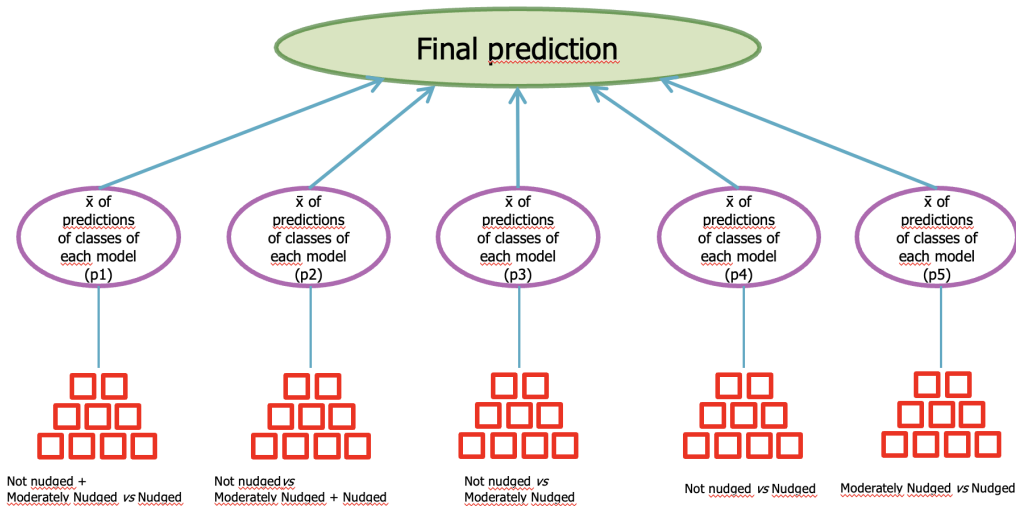 Final prediction
x̄ of
predictions
of classes of
each model
(p1)
x̄ of
predictions
of classes of
each model
(p2)
x̄ of
predictions
of classes of
each model
(p3)
x̄ of
predictions
of classes of
each model
(p4)
x̄ of
predictions
of classes of
each model
(p5)
Not nudged +
Moderately Nudged vs Nudged
Not nudgedvs
Moderately Nudged + Nudged
Not nudged vs
Moderately Nudged
Not nudged vs Nudged
Moderately Nudged vs Nudged